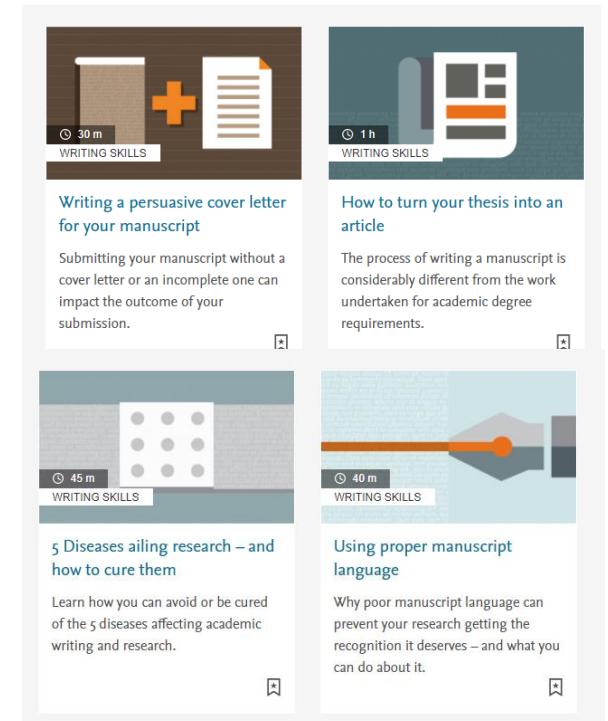 30 m
WRITING SKILLS
Writing a persuasive cover letter
for your manuscript
Submitting your manuscript without a
cover letter or an incomplete one can
impact the outcome of your
submission.
1 h
WRITING SKILLS
How to turn your thesis into an
article
The process of writing a manuscript is
considerably different from the work
undertaken for academic degree
requirements.
45 m
WRITING SKILLS
5 Diseases ailing research – and
how to cure them
Learn how you can avoid or be cured
of the 5 diseases affecting academic
writing and research.
40 m
WRITING SKILLS
Using proper manuscript
language
Why poor manuscript language can
prevent your research getting the
recognition it deserves – and what you
can do about it.